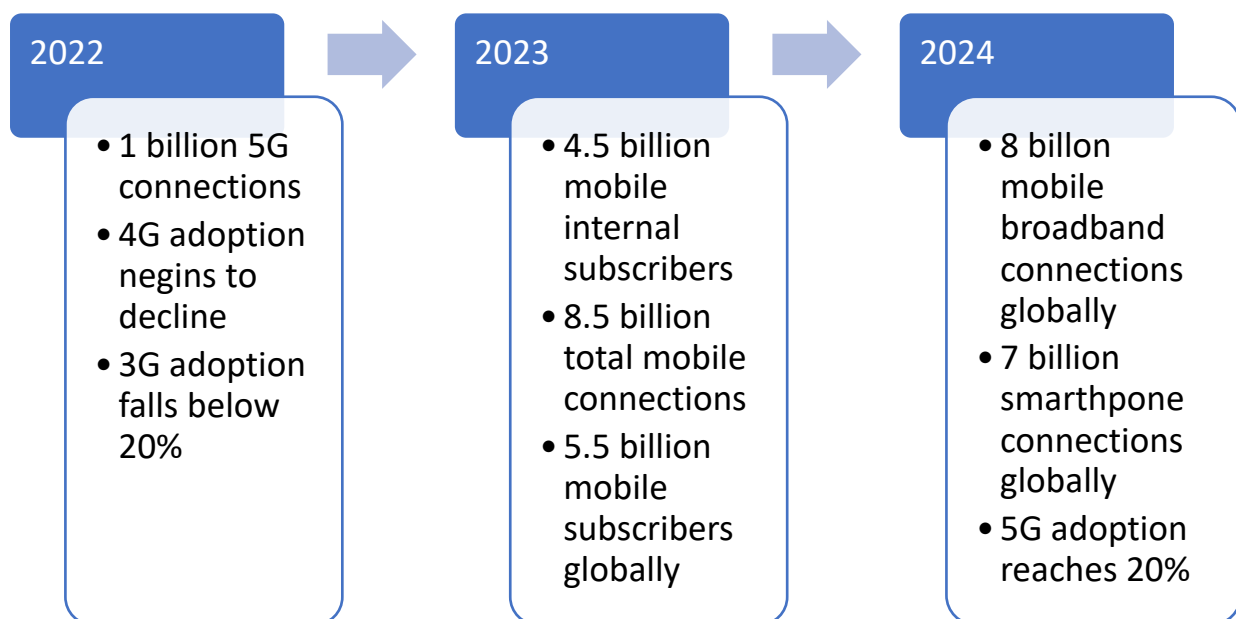 2022
• 1 billion 5G
connections
• 4G adoption
negins to
decline
• 3G adoption
falls below
20%
2023
• 4.5 billion
mobile
internal
subscribers
• 8.5 billion
total mobile
connections
• 5.5 billion
mobile
subscribers
globally
2024
• 8 billon
mobile
broadband
connections
globally
• 7 billion
smarthpone
connections
globally
• 5G adoption
reaches 20%